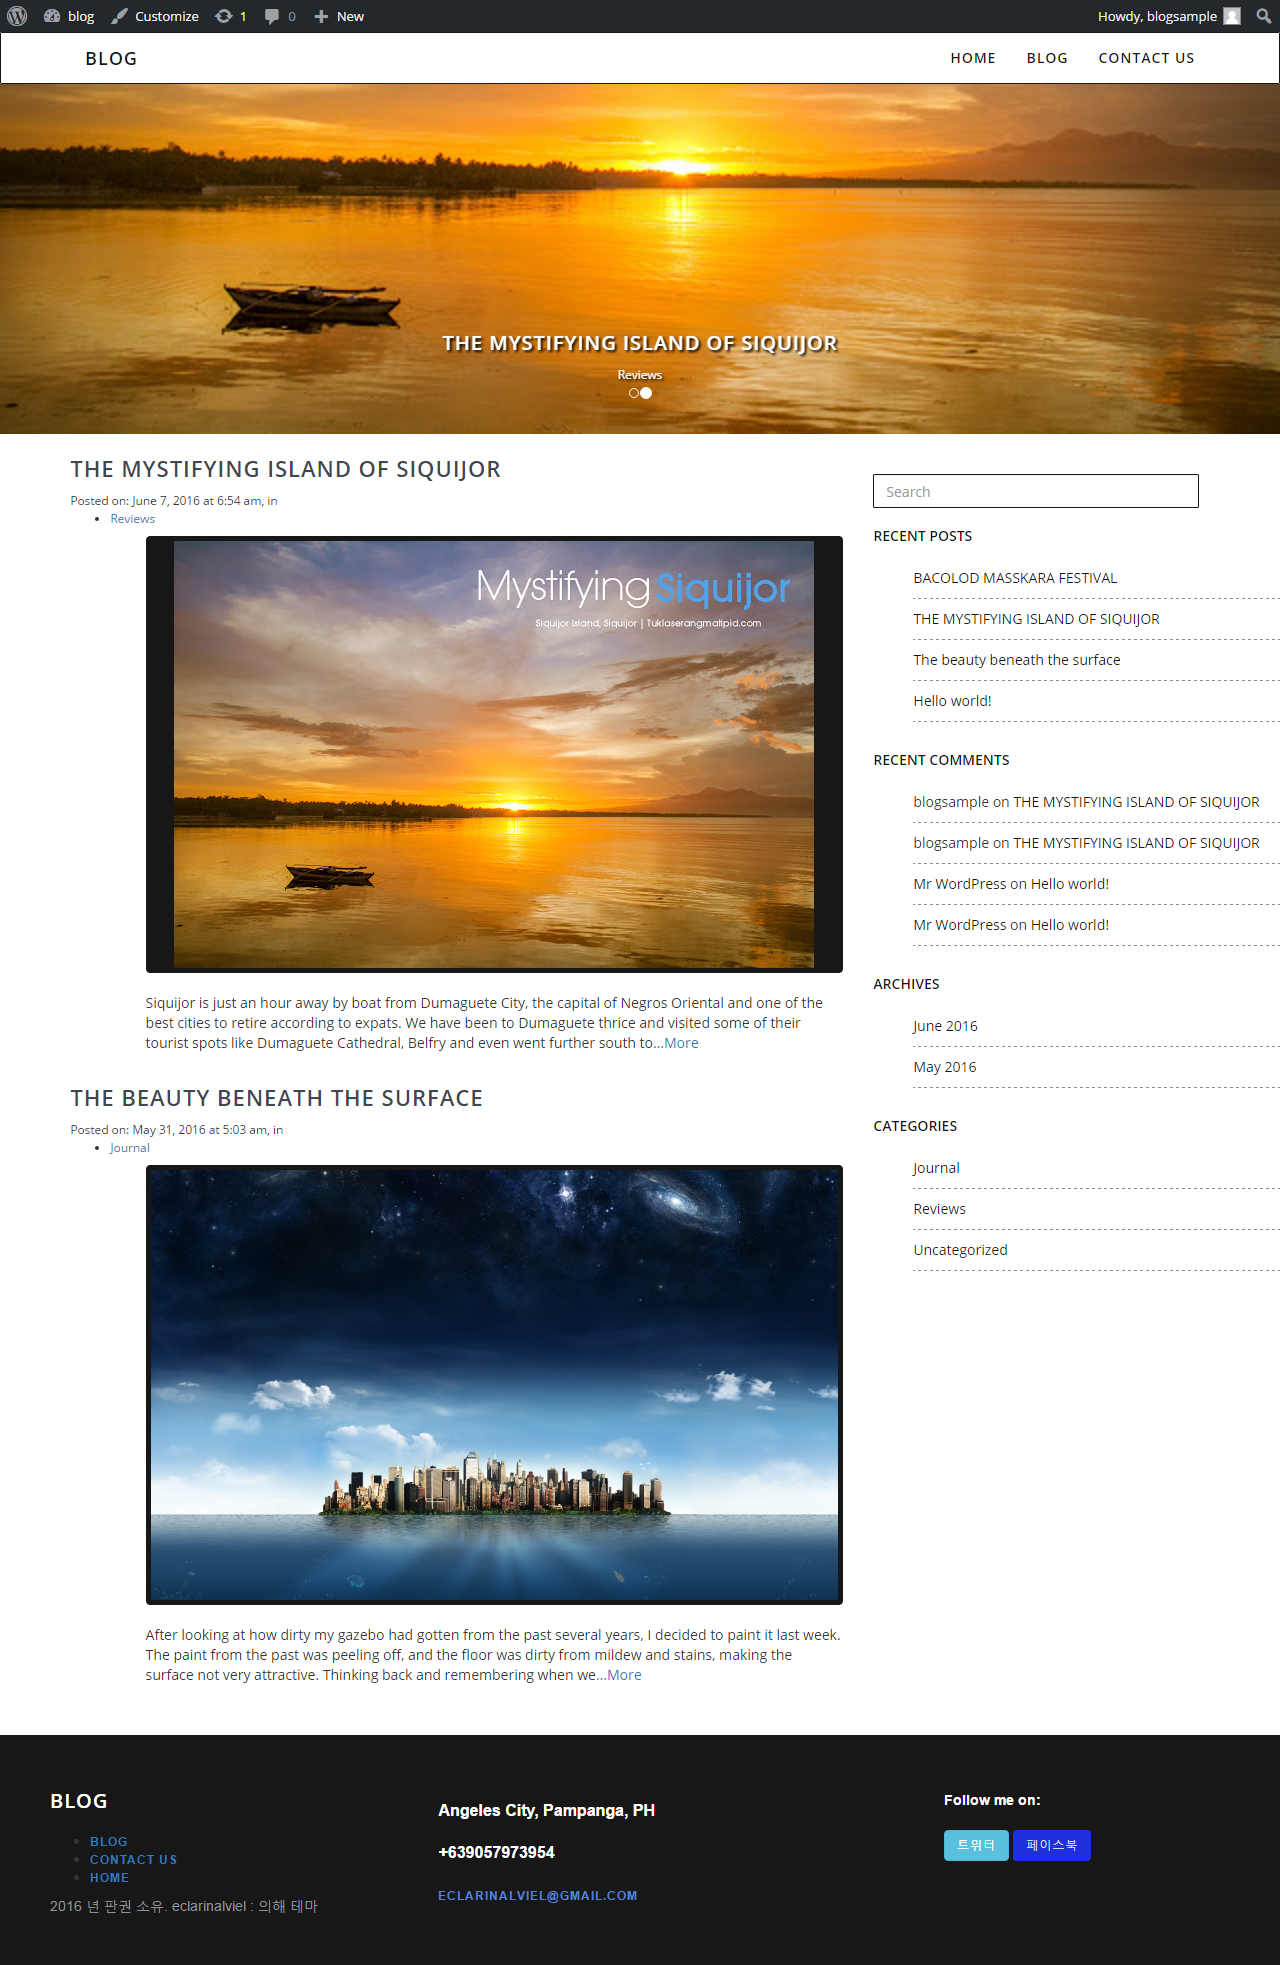 blog
Customize
1
0
New
Howdy, blogsample
BLOG
HOME
BLOG
CONTACT US
THE MYSTIFYING ISLAND OF SIQUIJOR
Reviews
THE MYSTIFYING ISLAND OF SIQUIJOR
Posted on: June 7, 2016 at 6:54 am, in
Reviews
Mystifying Siquijor
Siquijor Island, Siquijor | Tuklaserangmatipid.com
Siquijor is just an hour away by boat from Dumaguete City, the capital of Negros Oriental and one of the
best cities to retire according to expats. We have been to Dumaguete thrice and visited some of their
tourist spots like Dumaguete Cathedral, Belfry and even went further south to...More
THE BEAUTY BENEATH THE SURFACE
Posted on: May 31, 2016 at 5:03 am, in
Journal
After looking at how dirty my gazebo had gotten from the past several years, I decided to paint it last week.
The paint from the past was peeling off, and the floor was dirty from mildew and stains, making the
surface not very attractive. Thinking back and remembering when we...More
Search
RECENT POSTS
BACOLOD MASSKARA FESTIVAL
THE MYSTIFYING ISLAND OF SIQUIJOR
The beauty beneath the surface
Hello world!
RECENT COMMENTS
blogsample on THE MYSTIFYING ISLAND OF SIQUIJOR
blogsample on THE MYSTIFYING ISLAND OF SIQUIJOR
Mr WordPress on Hello world!
Mr WordPress on Hello world!
ARCHIVES
June 2016
May 2016
CATEGORIES
Journal
Reviews
Uncategorized
BLOG
BLOG
CONTACT US
HOME
2016 년 판권 소유. eclarinalviel : 의해 테마
Angeles City, Pampanga, PH
+639057973954
ECLARINALVIEL@GMAIL.COM
Follow me on:
트위터
페이스북